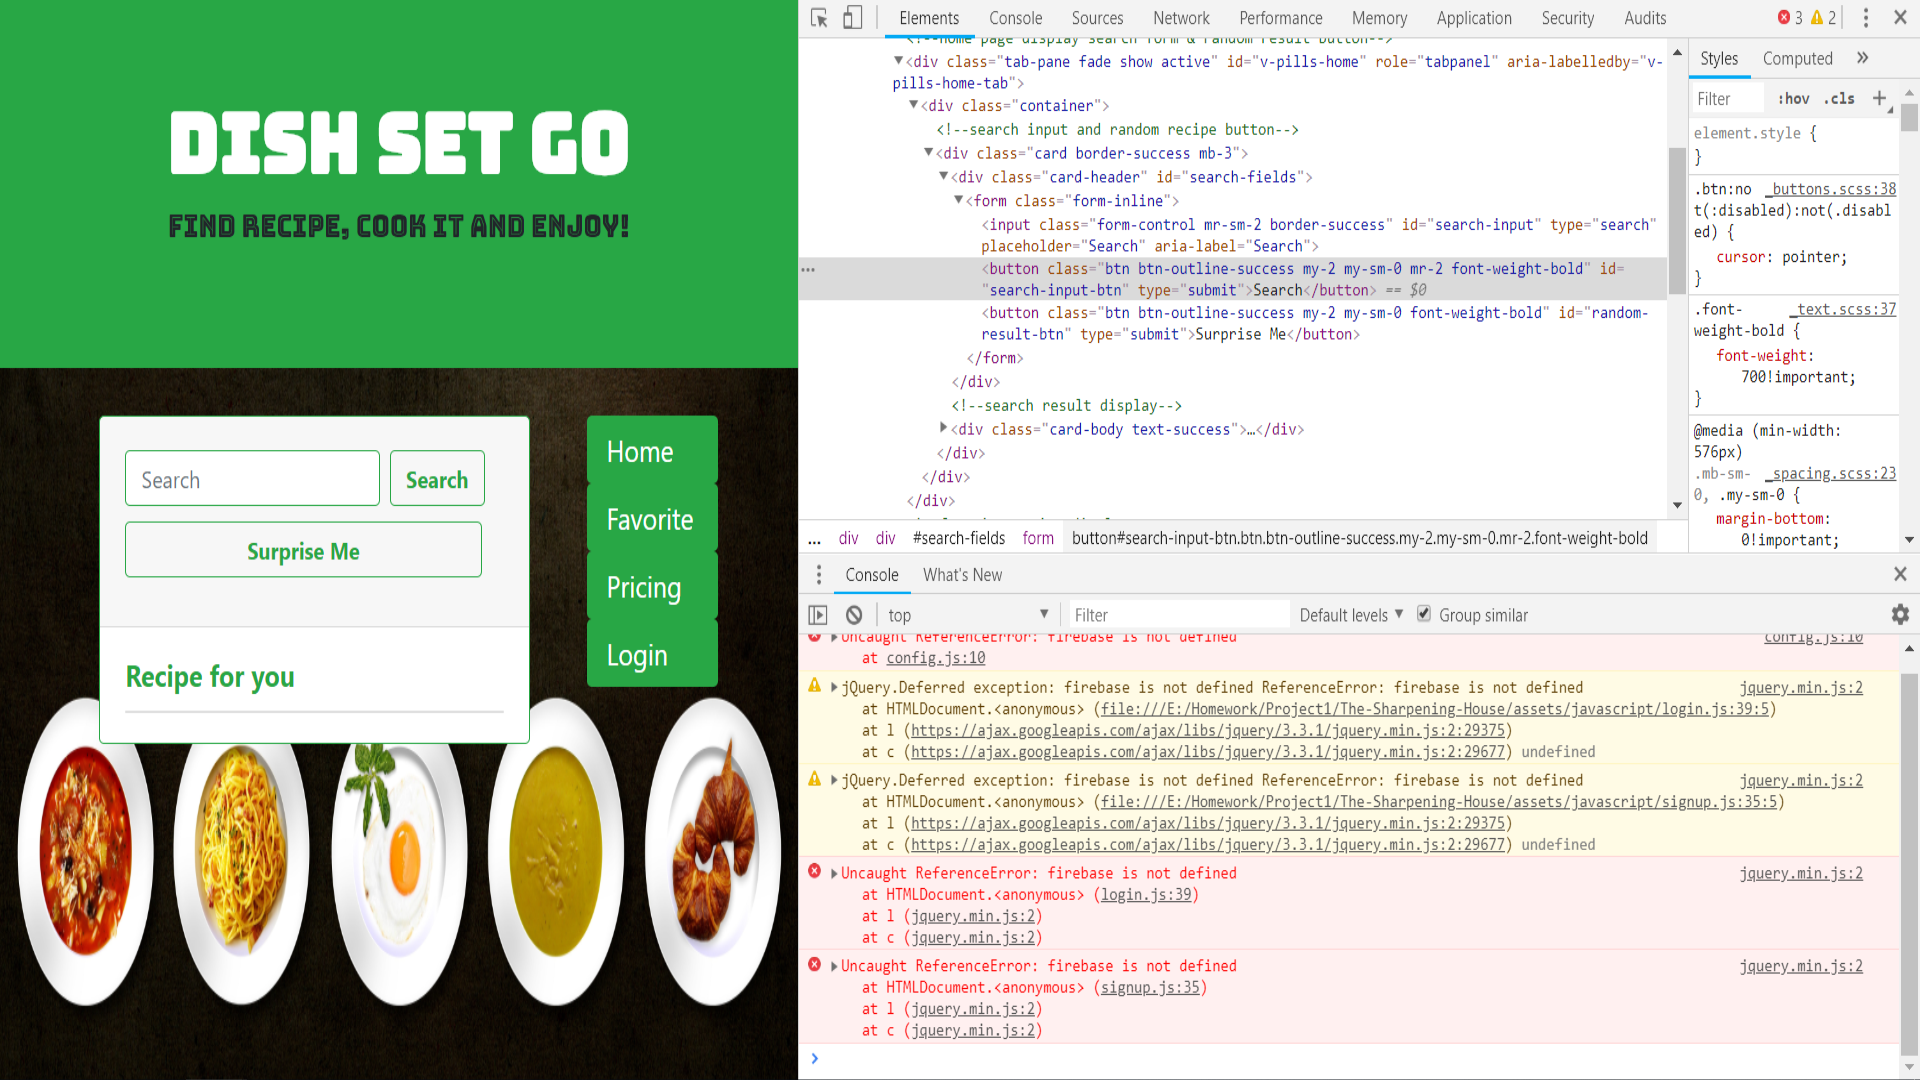 DISH SET GO
FIND RECIPE, COOK IT AND ENJOY!
Search
Search
Surprise Me
Recipe for you
Home
Favorite
Pricing
Login
Elements Console Sources Network Performance Memory Application Security Audits 3 2
<!--home page display search form & random result button-->
<div class="tab-pane fade show active" id="v-pills-home" role="tabpanel" aria-labelledby="v-
pills-home-tab">
<div class="container">
<!--search input and random recipe button-->
<div class="card border-success mb-3">
<div class="card-header" id="search-fields">
<form class="form-inline">
<input class="form-control mr-sm-2 border-success" id="search-input" type="search"
placeholder="Search" aria-label="Search">
<button class="btn btn-outline-success my-2 my-sm-0 mr-2 font-weight-bold" id=
"search-input-btn" type="submit">Search</button> == $0
<button class="btn btn-outline-success my-2 my-sm-0 font-weight-bold" id="random-
result-btn" type="submit">Surprise Me</button>
</form>
</div>
<!--search result display-->
<div class="card-body text-success">…</div>
</div>
</div>
</div>
... div div #search-fields form button#search-input-btn.btn.btn-outline-success.my-2.my-sm-0.mr-2.font-weight-bold
Styles Computed »
Filter :hov .cls +
element.style {
}
.btn:no _buttons.scss:38
t(:disabled):not(.disabl
ed) {
cursor: pointer;
}
.font- _text.scss:37
weight-bold {
font-weight:
700!important;
}
@media (min-width:
576px)
.mb-sm- _spacing.scss:23
0, .my-sm-0 {
margin-bottom:
0!important;
Console What's New
top Filter Default levels Group similar
Uncaught ReferenceError: firebase is not defined config.js:10
at config.js:10
jQuery.Deferred exception: firebase is not defined ReferenceError: firebase is not defined jquery.min.js:2
at HTMLDocument.<anonymous> (file:///E:/Homework/Project1/The-Sharpening-House/assets/javascript/login.js:39:5)
at l (https://ajax.googleapis.com/ajax/libs/jquery/3.3.1/jquery.min.js:2:29375)
at c (https://ajax.googleapis.com/ajax/libs/jquery/3.3.1/jquery.min.js:2:29677) undefined
jQuery.Deferred exception: firebase is not defined ReferenceError: firebase is not defined jquery.min.js:2
at HTMLDocument.<anonymous> (file:///E:/Homework/Project1/The-Sharpening-House/assets/javascript/signup.js:35:5)
at l (https://ajax.googleapis.com/ajax/libs/jquery/3.3.1/jquery.min.js:2:29375)
at c (https://ajax.googleapis.com/ajax/libs/jquery/3.3.1/jquery.min.js:2:29677) undefined
Uncaught ReferenceError: firebase is not defined jquery.min.js:2
at HTMLDocument.<anonymous> (login.js:39)
at l (jquery.min.js:2)
at c (jquery.min.js:2)
Uncaught ReferenceError: firebase is not defined jquery.min.js:2
at HTMLDocument.<anonymous> (signup.js:35)
at l (jquery.min.js:2)
at c (jquery.min.js:2)